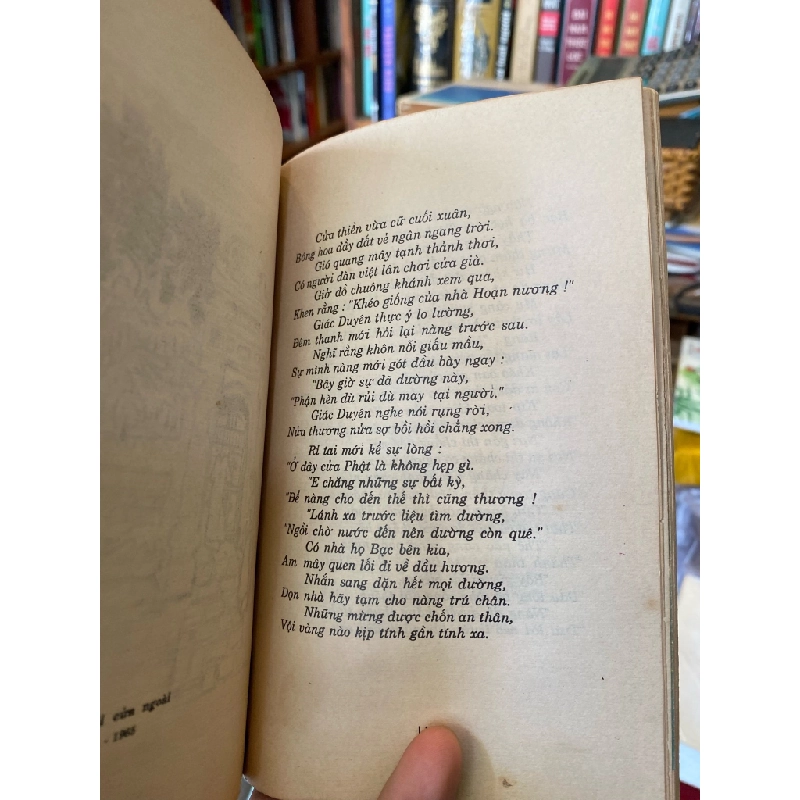 Cửa thiền vừa cữ cuối xuân,
Bóng hoa đầy đất vẻ ngân ngang trời.
Gió quang mây tạnh thảnh thơi,
Có người đàn việt lân chơi cửa già.
Giở đồ chuông khánh xem qua,
Khen rằng : "Khéo giống của nhà Hoạn nương !"
Giác Duyên thực ý lo lường,
Đêm thanh mới hỏi lại nàng trước sau.
Nghĩ rằng khôn nỗi giấu mầu,
Sự mình nàng mới gót đầu bày ngay :
"Bây giờ sự đã dường này,
"Phận hèn dù rủi dù may tại người."
Giác Duyên nghe nói rụng rời,
Nửa thương nửa sợ bồi hồi chẳng xong.
Rỉ tai mới kể sự lòng :
"Ở đây cửa Phật là không hẹp gì.
"E chăng những sự bất kỳ,
"Để nàng cho đến thế thì cũng thương !
"Lánh xa trước liệu tìm đường,
"Ngồi chờ nước đến nên đường còn quê."
Có nhà họ Bạc bên kia,
Am mây quen lối đi về dầu hương.
Nhắn sang dặn hết mọi đường,
Dọn nhà hãy tạm cho nàng trú chân.
Những mừng được chốn an thân,
Vội vàng nào kịp tính gần tính xa.
cửa ngoài
- 1965